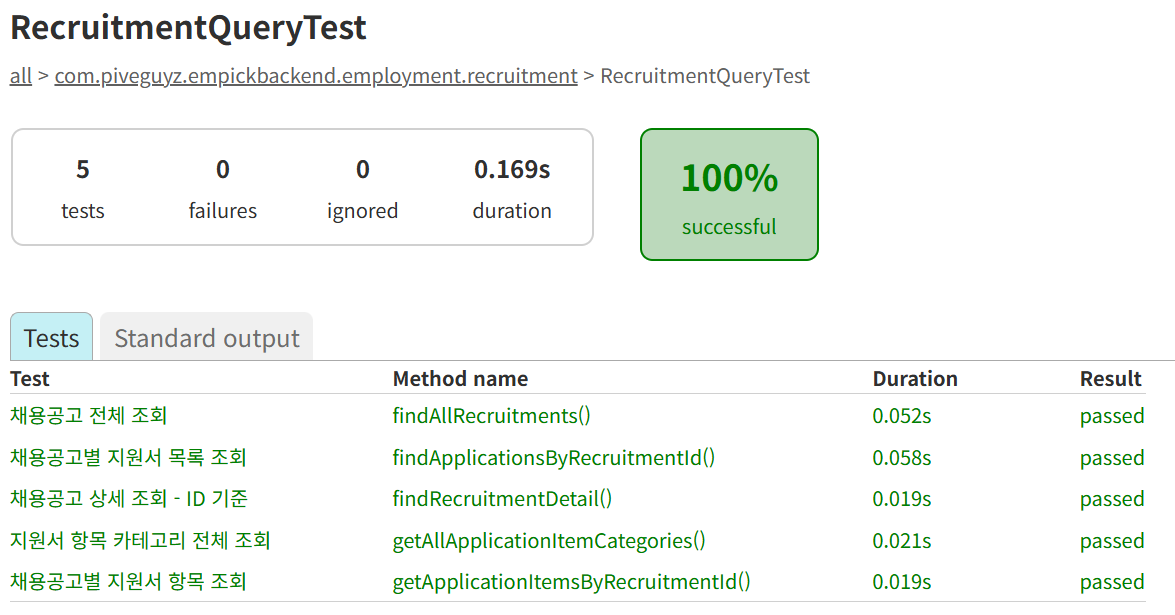 RecruitmentQueryTest
all > com.piveguyz.empickbackend.employment.recruitment > RecruitmentQueryTest
5 0 0 0.169s
tests failures ignored duration
100%
successful
Tests Standard output
Test Method name Duration Result
채용공고 전체 조회 findAllRecruitments() 0.052s passed
채용공고별 지원서 목록 조회 findApplicationsByRecruitmentId() 0.058s passed
채용공고 상세 조회 - ID 기준 findRecruitmentDetail() 0.019s passed
지원서 항목 카테고리 전체 조회 getAllApplicationItemCategories() 0.021s passed
채용공고별 지원서 항목 조회 getApplicationItemsByRecruitmentId() 0.019s passed